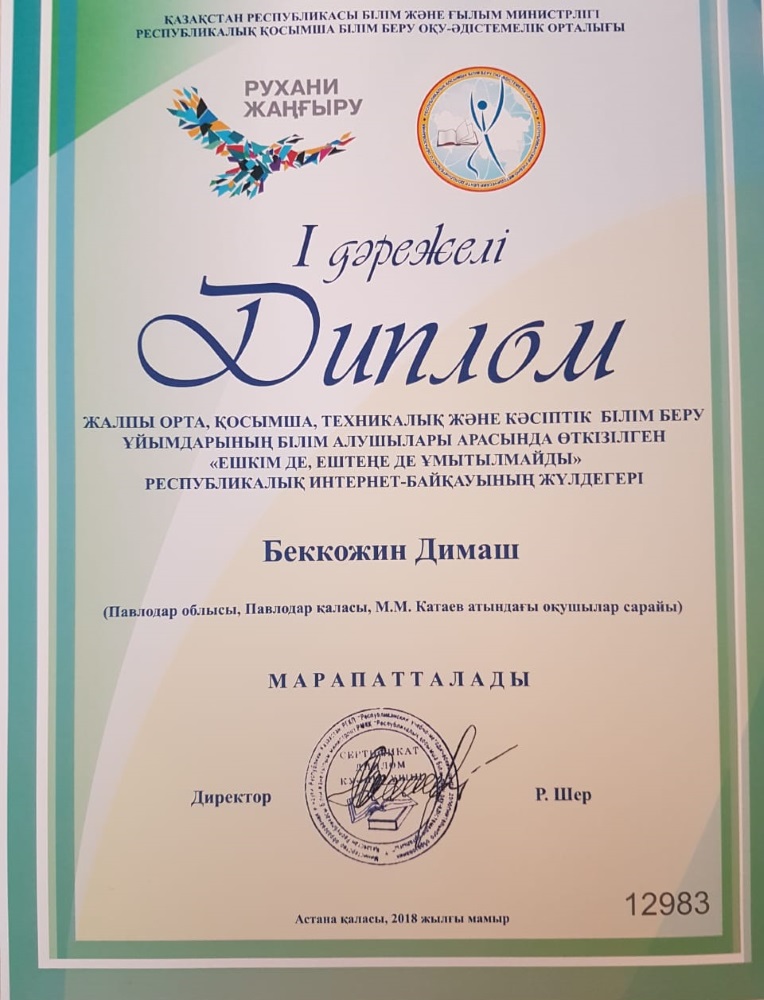 ҚАЗАҚСТАН РЕСПУБЛИКАСЫ БІЛІМ ЖӘНЕ ҒЫЛЫМ МИНИСТРЛІГІ
РЕСПУБЛИКАЛЫҚ ҚОСЫМША БІЛІМ БЕРУ ОҚУ-ӘДІСТЕМЕЛІК ОРТАЛЫҒЫ
РУХАНИ
ЖАҢҒЫРУ
І дәрежелі
Диплом
ЖАЛПЫ ОРТА, ҚОСЫМША, ТЕХНИКАЛЫҚ ЖӘНЕ КӘСІПТІК БІЛІМ БЕРУ
ҰЙЫМДАРЫНЫҢ БІЛІМ АЛУШЫЛАРЫ АРАСЫНДА ӨТКІЗІЛГЕН
«ЕШКІМ ДЕ, ЕШТЕҢЕ ДЕ ҰМЫТЫЛМАЙДЫ»
РЕСПУБЛИКАЛЫҚ ИНТЕРНЕТ-БАЙҚАУЫНЫҢ ЖҮЛДЕГЕРІ
Беккожин Димаш
(Павлодар облысы, Павлодар қаласы, М.М. Катаев атындағы оқушылар сарайы)
МАРАПАТТАЛАДЫ
СЕРТИФИКАТ
ДИПЛОМ
Директор
Р. Шер
12983
Астана қаласы, 2018 жылғы мамыр